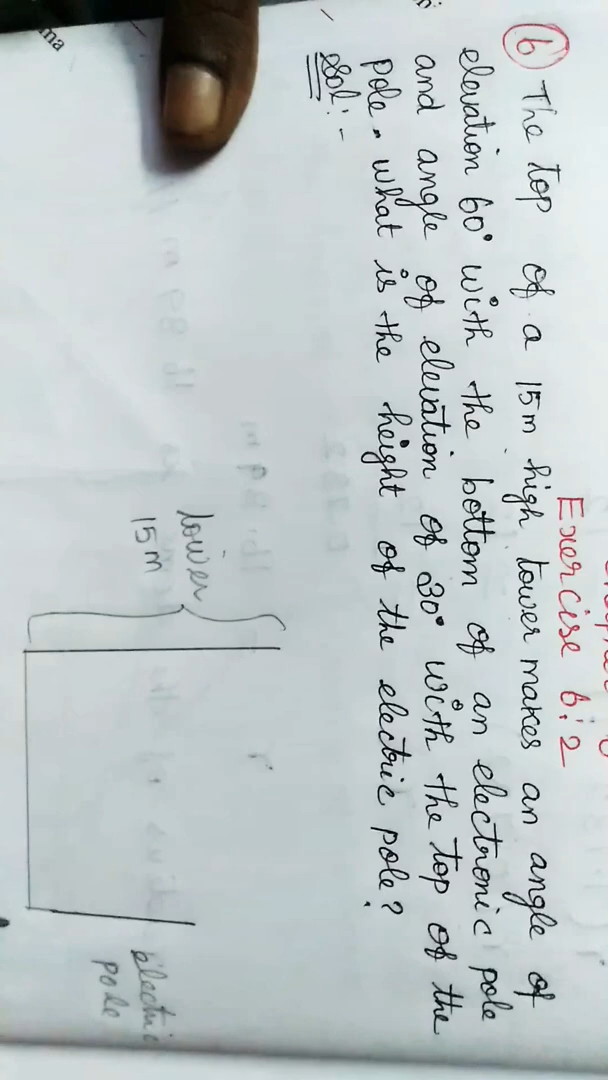 Exercise 6:2
(6) The top of a 15m high tower makes an angle of
elevation 60° with the bottom of an electronic pole
and angle of elevation of 30° with the top of the
pole. what is the height of the electric pole?
Sol:-
tower
15m
electric
pole